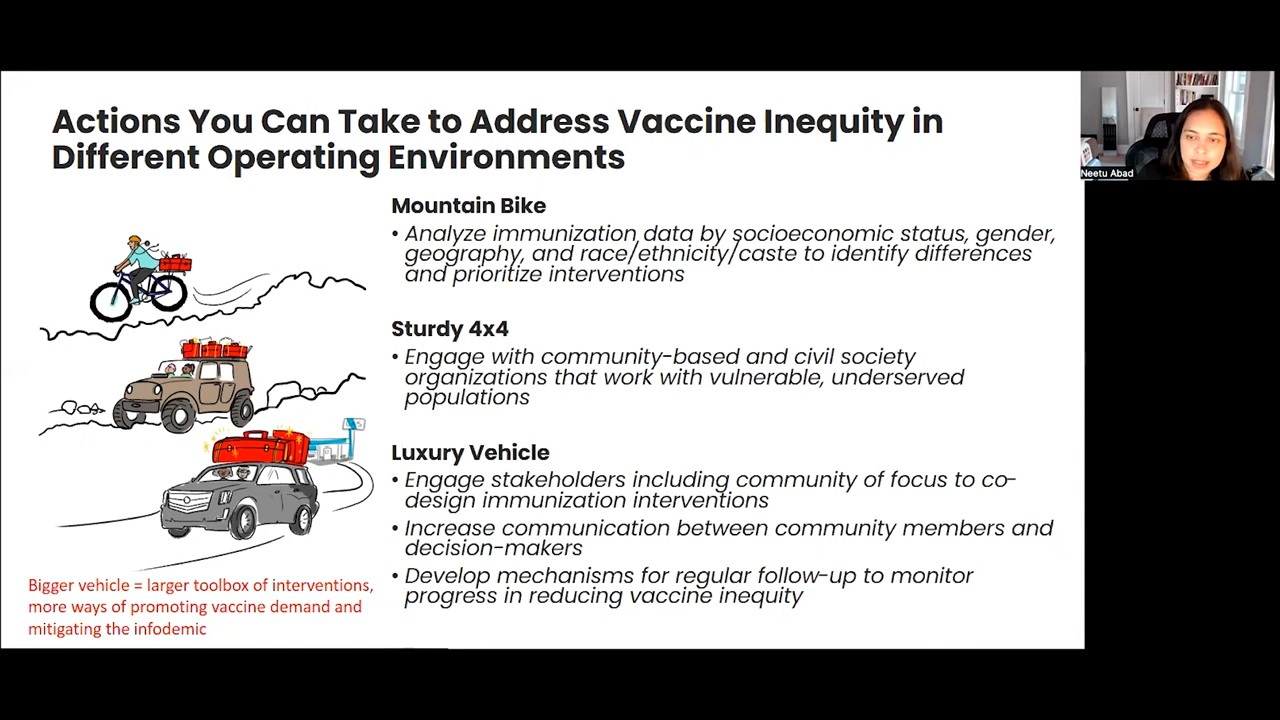 Actions You Can Take to Address Vaccine Inequity in
Different Operating Environments
Mountain Bike
• Analyze immunization data by socioeconomic status, gender,
geography, and race/ethnicity/caste to identify differences
and prioritize interventions
Sturdy 4x4
• Engage with community-based and civil society
organizations that work with vulnerable, underserved
populations
Luxury Vehicle
• Engage stakeholders including community of focus to co-
design immunization interventions
• Increase communication between community members and
decision-makers
• Develop mechanisms for regular follow-up to monitor
progress in reducing vaccine inequity
Bigger vehicle = larger toolbox of interventions,
more ways of promoting vaccine demand and
mitigating the infodemic
Neetu Abad